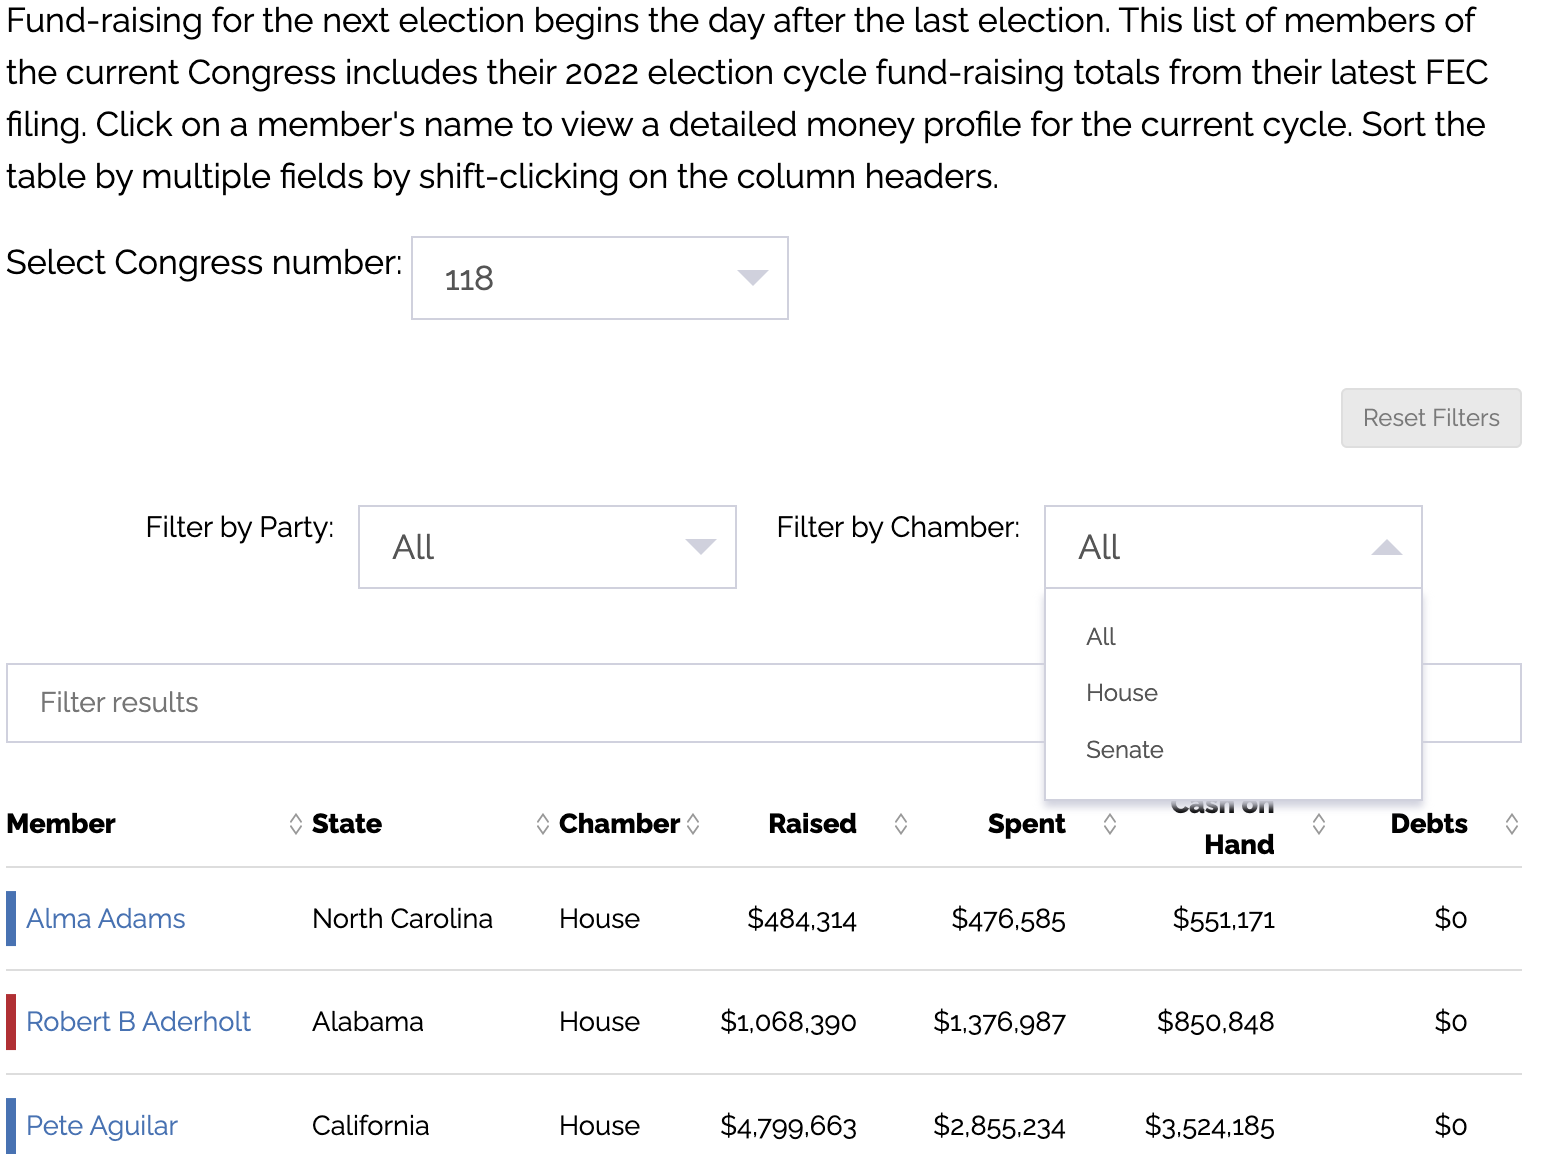 Fund-raising for the next election begins the day after the last election. This list of members of
the current Congress includes their 2022 election cycle fund-raising totals from their latest FEC
filing. Click on a member's name to view a detailed money profile for the current cycle. Sort the
table by multiple fields by shift-clicking on the column headers.
Select Congress number: 118
Reset Filters
Filter by Party: All Filter by Chamber: All
All
House
Senate
Filter results
Member State Chamber Raised Spent Cash on Hand Debts
Alma Adams North Carolina House $484,314 $476,585 $551,171 $0
Robert B Aderholt Alabama House $1,068,390 $1,376,987 $850,848 $0
Pete Aguilar California House $4,799,663 $2,855,234 $3,524,185 $0